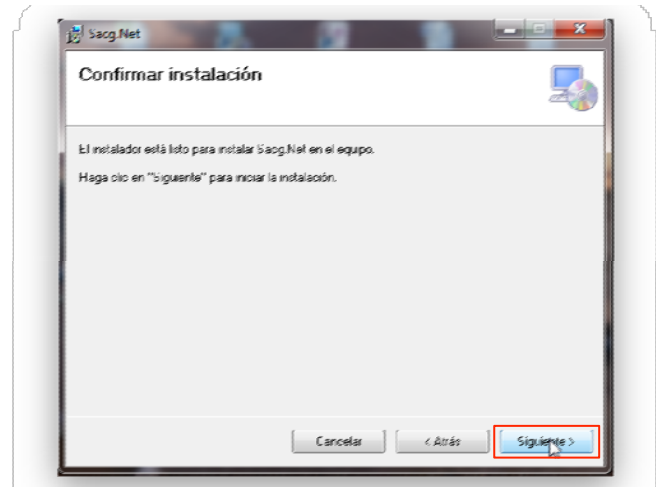 Sacg.Net
Confirmar instalación
El instalador está listo para instalar Sacg.Net en el equipo.
Haga clic en "Siguiente" para iniciar la instalación.
Cancelar
< Atrás
Siguiente >